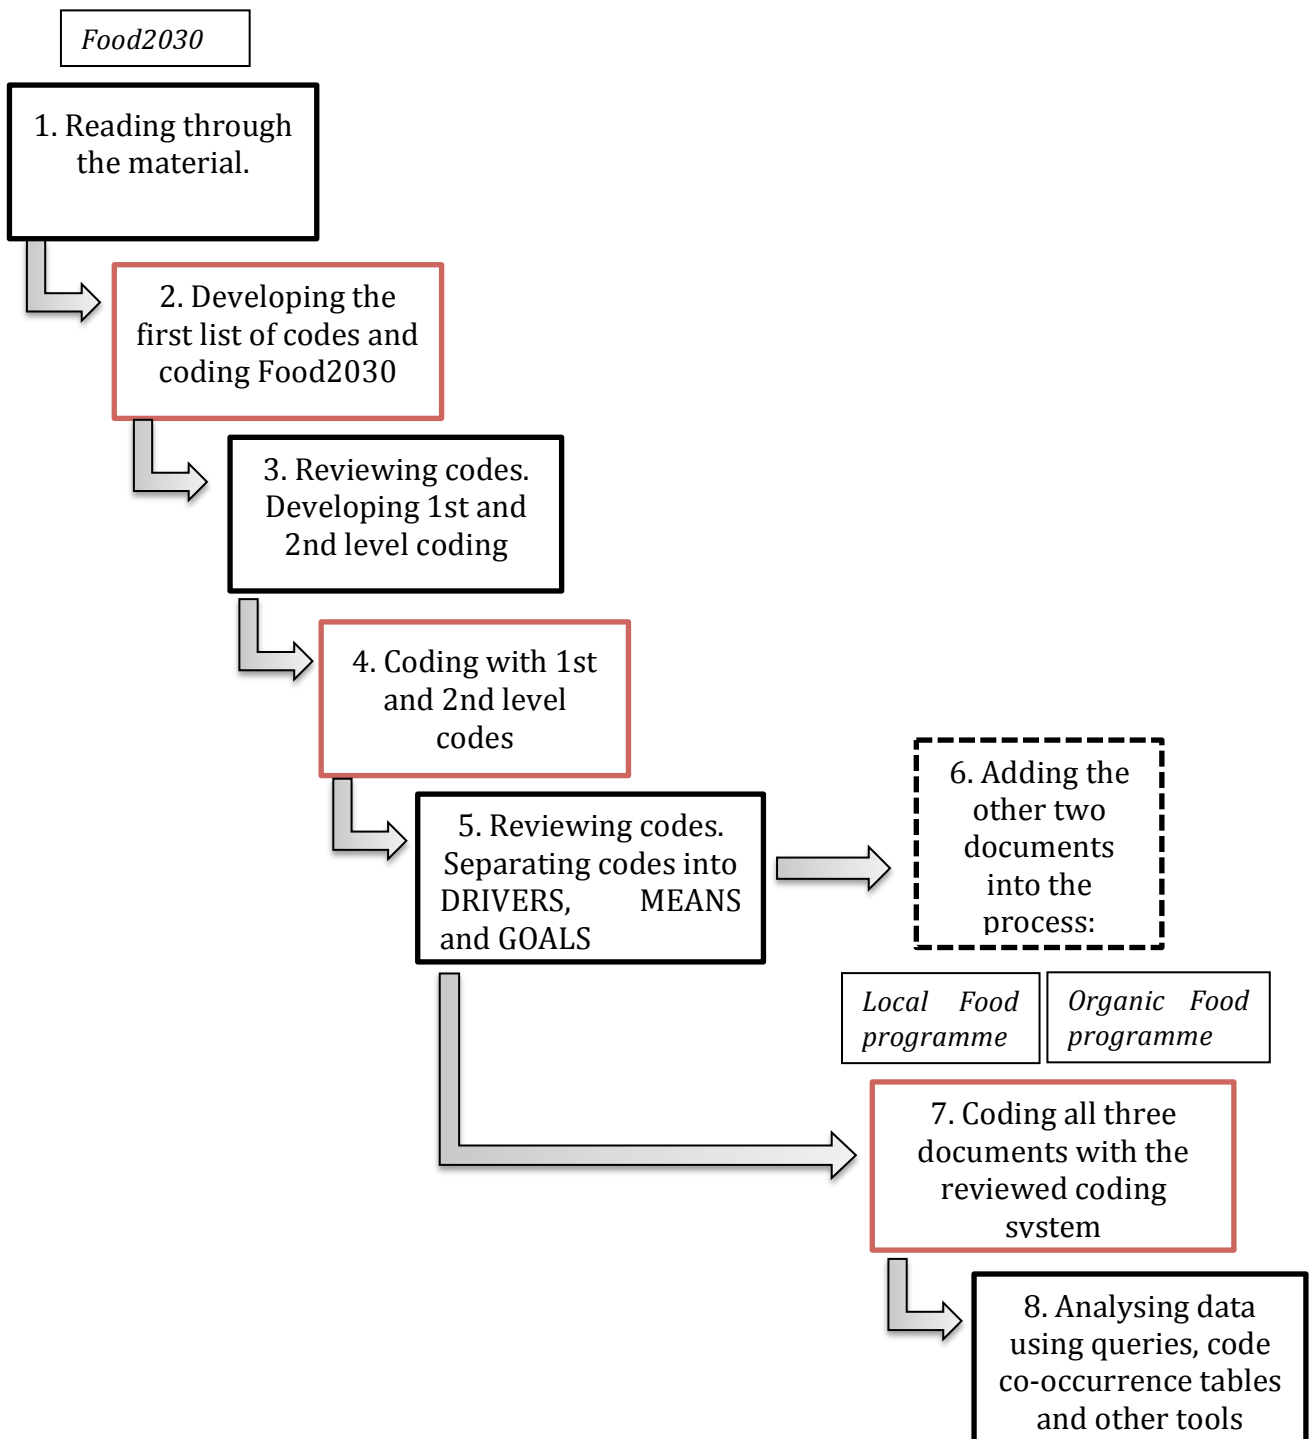 Food2030
1. Reading through
the material.
2. Developing the
first list of codes and
coding Food2030
3. Reviewing codes.
Developing 1st and
2nd level coding
4. Coding with 1st
and 2nd level
codes
5. Reviewing codes.
Separating codes into
DRIVERS, MEANS
and GOALS
6. Adding the
other two
documents
into the
process:
Local Food
programme
Organic Food
programme
7. Coding all three
documents with the
reviewed coding
system
8. Analysing data
using queries, code
co-occurrence tables
and other tools